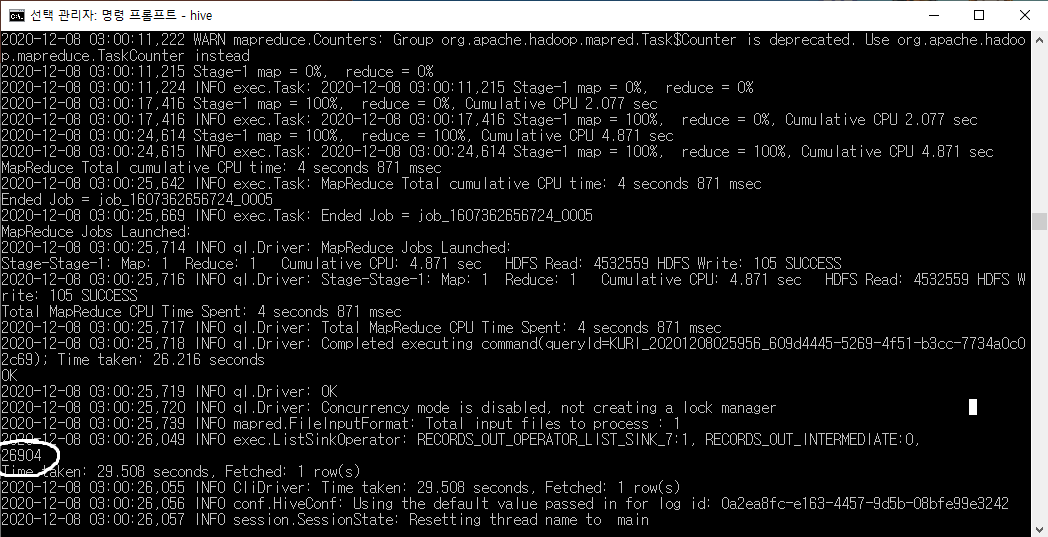 선택 관리자: 명령 프롬프트 - hive
2020-12-08 03:00:11,222 WARN mapreduce.Counters: Group org.apache.hadoop.mapred.Task$Counter is deprecated. Use org.apache.hadoo
p.mapreduce.TaskCounter instead
2020-12-08 03:00:11,215 Stage-1 map = 0%,  reduce = 0%
2020-12-08 03:00:11,224 INFO exec.Task: 2020-12-08 03:00:11,215 Stage-1 map = 0%,  reduce = 0%
2020-12-08 03:00:17,416 Stage-1 map = 100%,  reduce = 0%, Cumulative CPU 2.077 sec
2020-12-08 03:00:17,416 INFO exec.Task: 2020-12-08 03:00:17,416 Stage-1 map = 100%,  reduce = 0%, Cumulative CPU 2.077 sec
2020-12-08 03:00:24,614 Stage-1 map = 100%,  reduce = 100%, Cumulative CPU 4.871 sec
2020-12-08 03:00:24,615 INFO exec.Task: 2020-12-08 03:00:24,614 Stage-1 map = 100%,  reduce = 100%, Cumulative CPU 4.871 sec
MapReduce Total cumulative CPU time: 4 seconds 871 msec
2020-12-08 03:00:25,642 INFO exec.Task: MapReduce Total cumulative CPU time: 4 seconds 871 msec
Ended Job = job_1607362656724_0005
2020-12-08 03:00:25,669 INFO exec.Task: Ended Job = job_1607362656724_0005
MapReduce Jobs Launched:
2020-12-08 03:00:25,714 INFO ql.Driver: MapReduce Jobs Launched:
Stage-Stage-1: Map: 1  Reduce: 1   Cumulative CPU: 4.871 sec   HDFS Read: 4532559 HDFS Write: 105 SUCCESS
2020-12-08 03:00:25,716 INFO ql.Driver: Stage-Stage-1: Map: 1  Reduce: 1   Cumulative CPU: 4.871 sec   HDFS Read: 4532559 HDFS W
rite: 105 SUCCESS
Total MapReduce CPU Time Spent: 4 seconds 871 msec
2020-12-08 03:00:25,717 INFO ql.Driver: Total MapReduce CPU Time Spent: 4 seconds 871 msec
2020-12-08 03:00:25,718 INFO ql.Driver: Completed executing command(queryId=KURI_20201208025956_609d4445-5269-4f51-b3cc-7734a0c0
2c69); Time taken: 26.216 seconds
OK
2020-12-08 03:00:25,719 INFO ql.Driver: OK
2020-12-08 03:00:25,720 INFO ql.Driver: Concurrency mode is disabled, not creating a lock manager
2020-12-08 03:00:25,739 INFO mapred.FileInputFormat: Total input files to process : 1
2020-12-08 03:00:26,049 INFO exec.ListSinkOperator: RECORDS_OUT_OPERATOR_LIST_SINK_7:1, RECORDS_OUT_INTERMEDIATE:0,
26904
Time taken: 29.508 seconds, Fetched: 1 row(s)
2020-12-08 03:00:26,055 INFO CliDriver: Time taken: 29.508 seconds, Fetched: 1 row(s)
2020-12-08 03:00:26,056 INFO conf.HiveConf: Using the default value passed in for log id: 0a2ea8fc-e163-4457-9d5b-08bfe99e3242
2020-12-08 03:00:26,057 INFO session.SessionState: Resetting thread name to  main